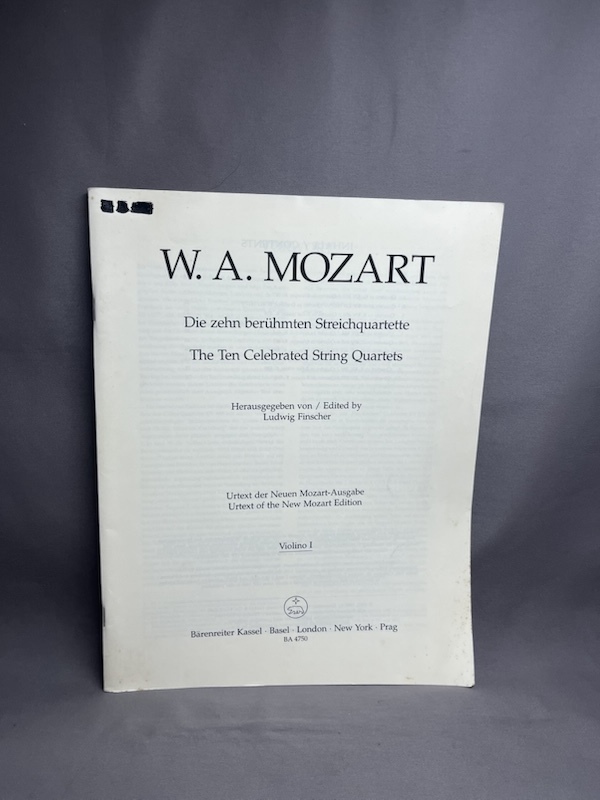 W. A. MOZART
Die zehn berühmten Streichquartette
The Ten Celebrated String Quartets
Herausgegeben von / Edited by
Ludwig Finscher
Urtext der Neuen Mozart-Ausgabe
Urtext of the New Mozart Edition
Violino I
Bärenreiter Kassel · Basel · London · New York · Prag
BA 4750